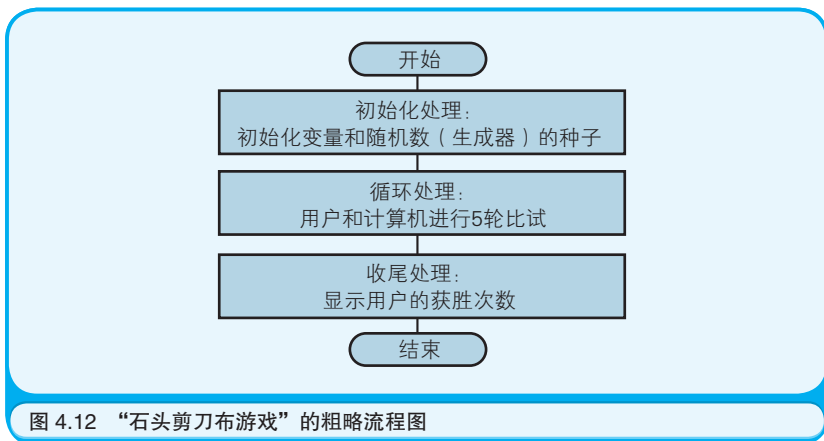 开始
初始化处理：
初始化变量和随机数（生成器）的种子
循环处理：
用户和计算机进行5轮比试
收尾处理：
显示用户的获胜次数
结束
图 4.12 “石头剪刀布游戏”的粗略流程图